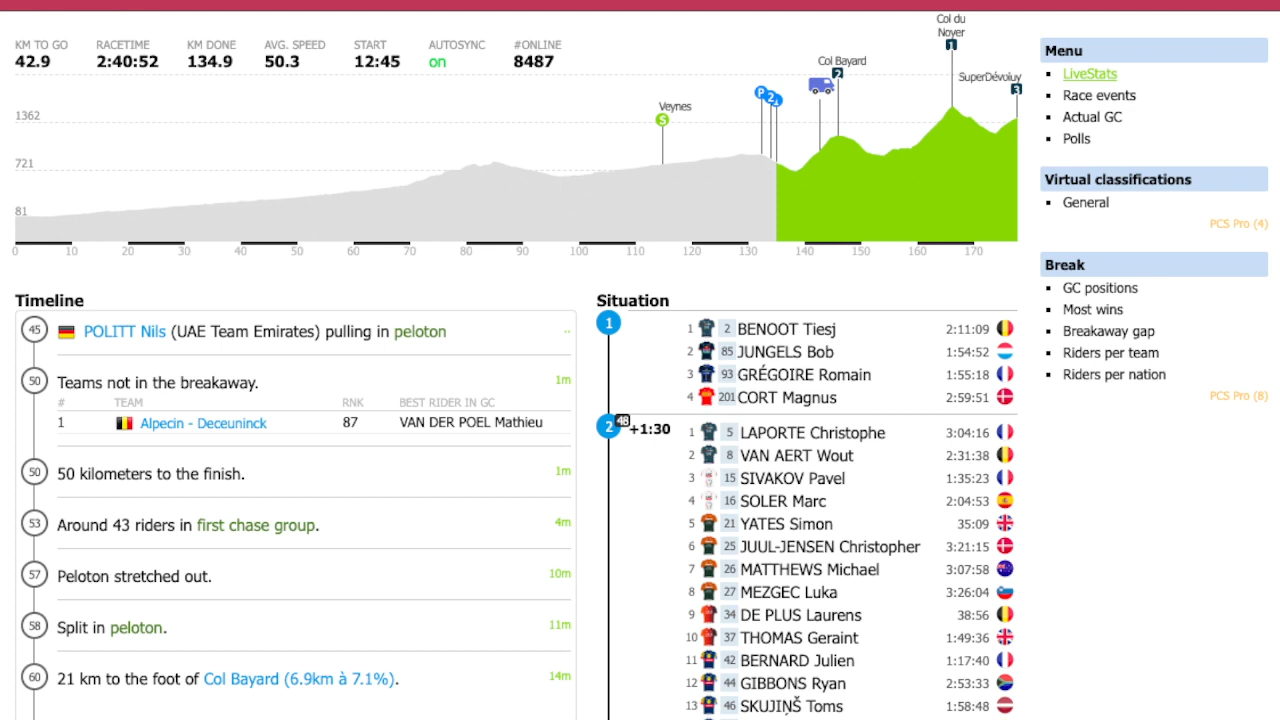 KM TO GO RACETIME KM DONE AVG. SPEED START AUTOSYNC #ONLINE
42.9 2:40:52 134.9 50.3 12:45 on 8487
Col du
Noyer
1
Col Bayard
2
SuperDévoluy
3
Veynes
S
P
2
1362
721
81
0 10 20 30 40 50 60 70 80 90 100 110 120 130 140 150 160 170
Menu
LiveStats
Race events
Actual GC
Polls
Virtual classifications
General
PCS Pro (4)
Break
GC positions
Most wins
Breakaway gap
Riders per team
Riders per nation
PCS Pro (8)
Timeline
45 POLITT Nils (UAE Team Emirates) pulling in peloton ..
50 Teams not in the breakaway. 1m
# TEAM RNK BEST RIDER IN GC
1 Alpecin - Deceuninck 87 VAN DER POEL Mathieu
50 50 kilometers to the finish. 1m
53 Around 43 riders in first chase group. 4m
57 Peloton stretched out. 10m
58 Split in peloton. 11m
60 21 km to the foot of Col Bayard (6.9km à 7.1%). 14m
Situation
1
1 2 BENOOT Tiesj 2:11:09
2 85 JUNGELS Bob 1:54:52
3 93 GRÉGOIRE Romain 1:55:18
4 201 CORT Magnus 2:59:51
2 48 +1:30
1 5 LAPORTE Christophe 3:04:16
2 8 VAN AERT Wout 2:31:38
3 15 SIVAKOV Pavel 1:35:23
4 16 SOLER Marc 2:04:53
5 21 YATES Simon 35:09
6 25 JUUL-JENSEN Christopher 3:21:15
7 26 MATTHEWS Michael 3:07:58
8 27 MEZGEC Luka 3:26:04
9 34 DE PLUS Laurens 38:56
10 37 THOMAS Geraint 1:49:36
11 42 BERNARD Julien 1:17:40
12 44 GIBBONS Ryan 2:53:33
13 46 SKUJIŅŠ Toms 1:58:48